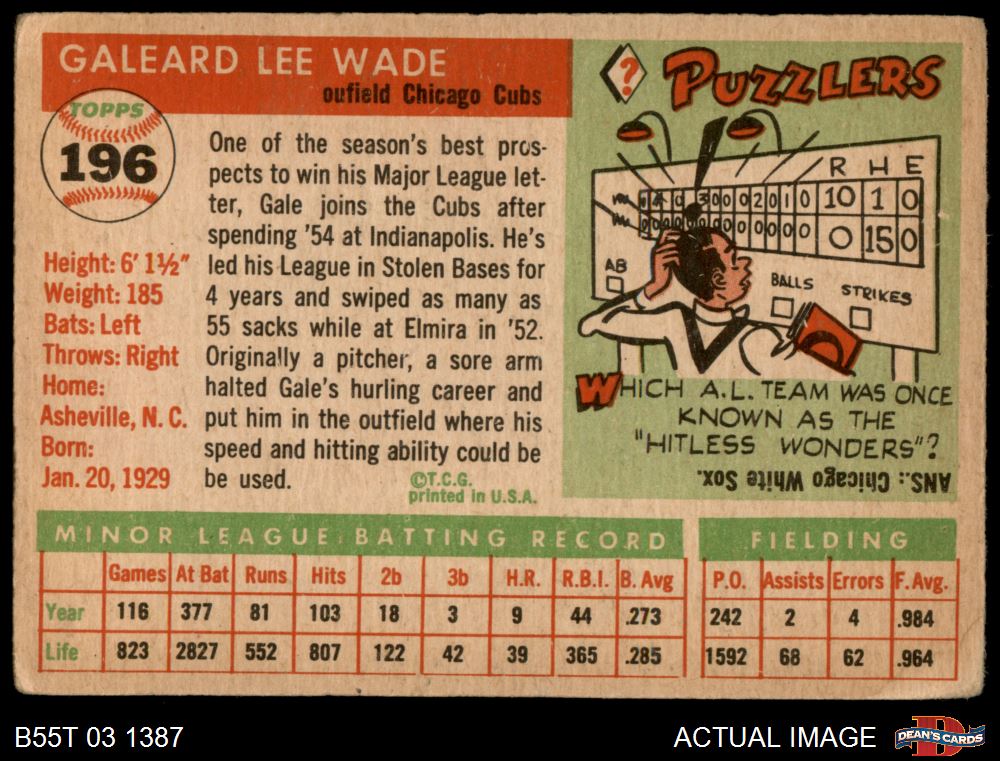 GALEARD LEE WADE
oufield Chicago Cubs
TOPPS
196
Height: 6' 1½"
Weight: 185
Bats: Left
Throws: Right
Home:
Asheville, N. C.
Born:
Jan. 20, 1929
One of the season's best pros-
pects to win his Major League let-
ter, Gale joins the Cubs after
spending '54 at Indianapolis. He's
led his League in Stolen Bases for
4 years and swiped as many as
55 sacks while at Elmira in '52.
Originally a pitcher, a sore arm
halted Gale's hurling career and
put him in the outfield where his
speed and hitting ability could be
be used.
©T.C.G.
printed in U.S.A.
?
PUZZLERS
R H E
10 1 0
0 15 0
AB
BALLS
STRIKES
WHICH A.L. TEAM WAS ONCE
KNOWN AS THE
"HITLESS WONDERS"?
ANS.: Chicago White Sox.
MINOR LEAGUE BATTING RECORD
Games At Bat Runs Hits 2b 3b H.R. R.B.I. B. Avg
Year 116 377 81 103 18 3 9 44 .273
Life 823 2827 552 807 122 42 39 365 .285
FIELDING
P.O. Assists Errors F. Avg.
242 2 4 .984
1592 68 62 .964
B55T 03 1387
ACTUAL IMAGE
D
DEAN'S CARDS